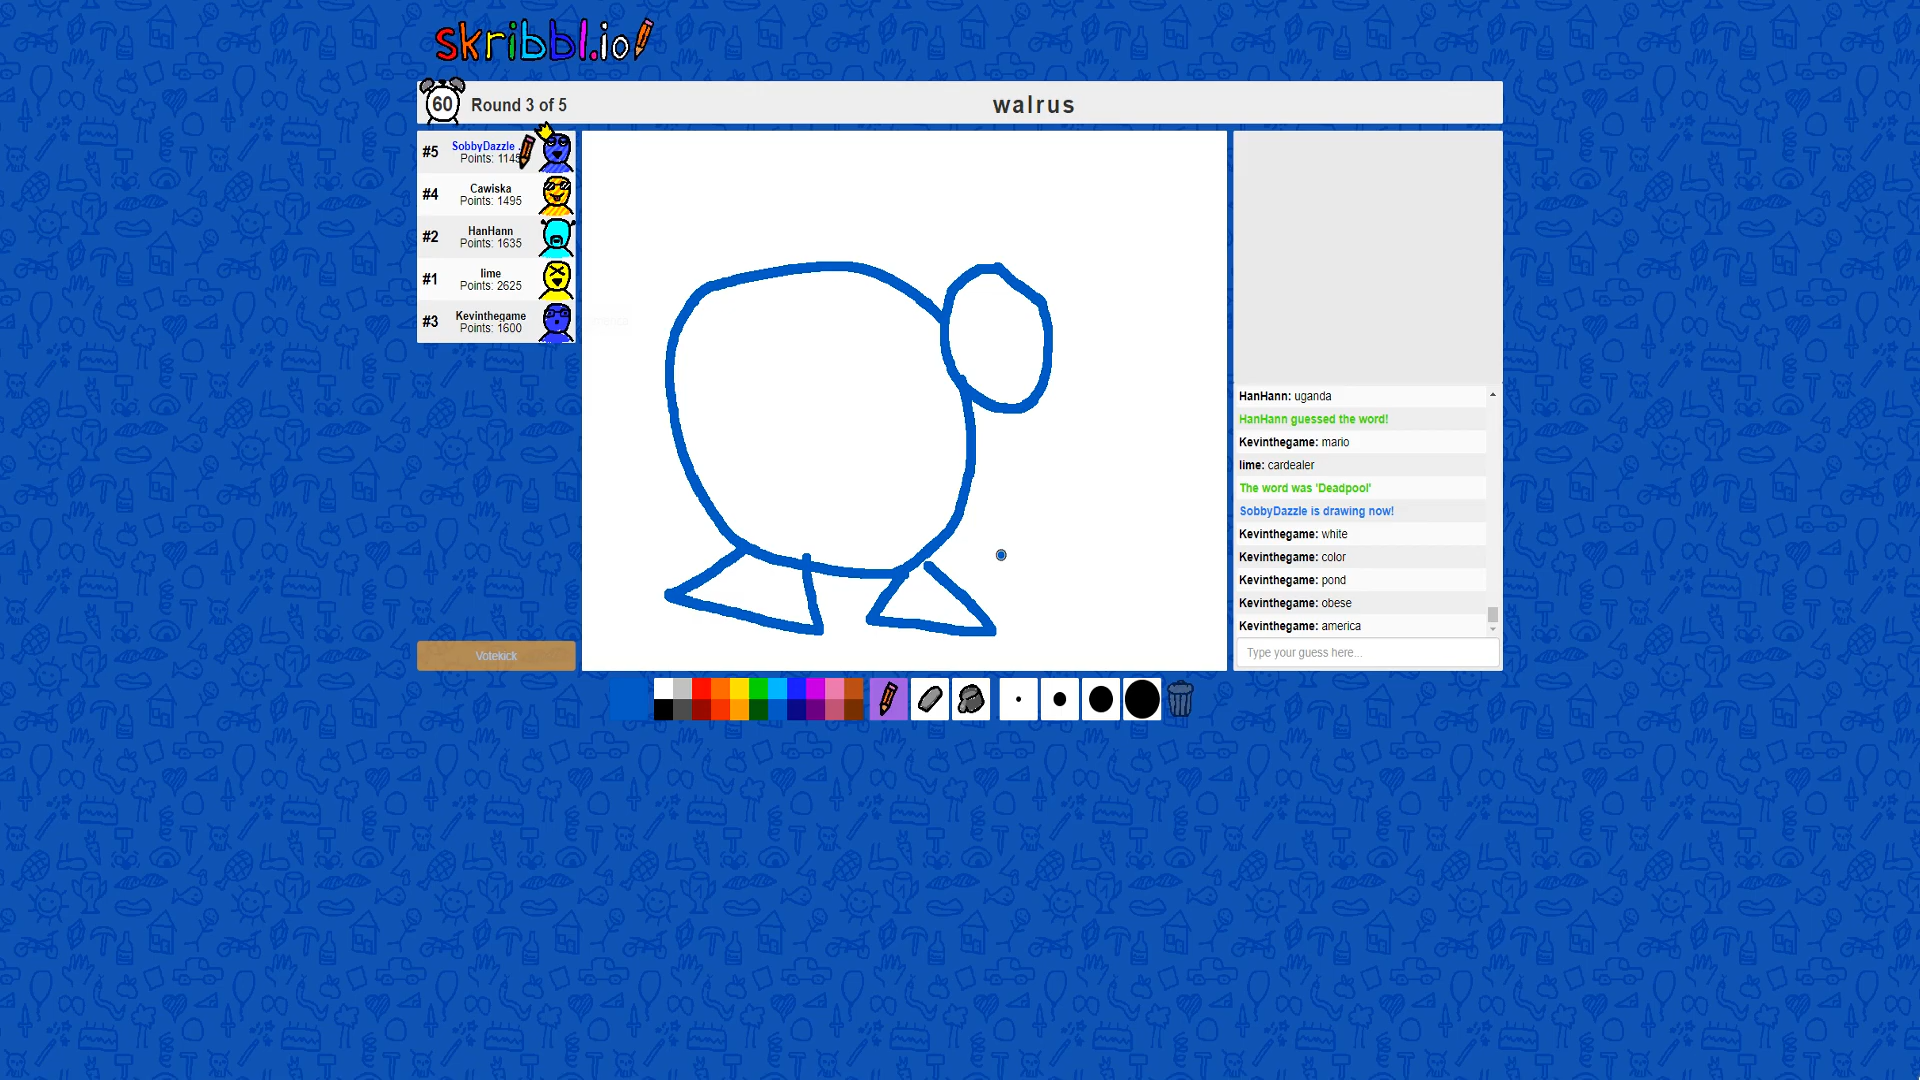 skribbl.io
60
Round 3 of 5
walrus
#5
SobbyDazzle
Points: 1145
#4
Cawiska
Points: 1495
#2
HanHann
Points: 1635
#1
lime
Points: 2625
#3
Kevinthegame
Points: 1600
HanHann: uganda
HanHann guessed the word!
Kevinthegame: mario
lime: cardealer
The word was 'Deadpool'
SobbyDazzle is drawing now!
Kevinthegame: white
Kevinthegame: color
Kevinthegame: pond
Kevinthegame: obese
Kevinthegame: america
Type your guess here...
Votekick